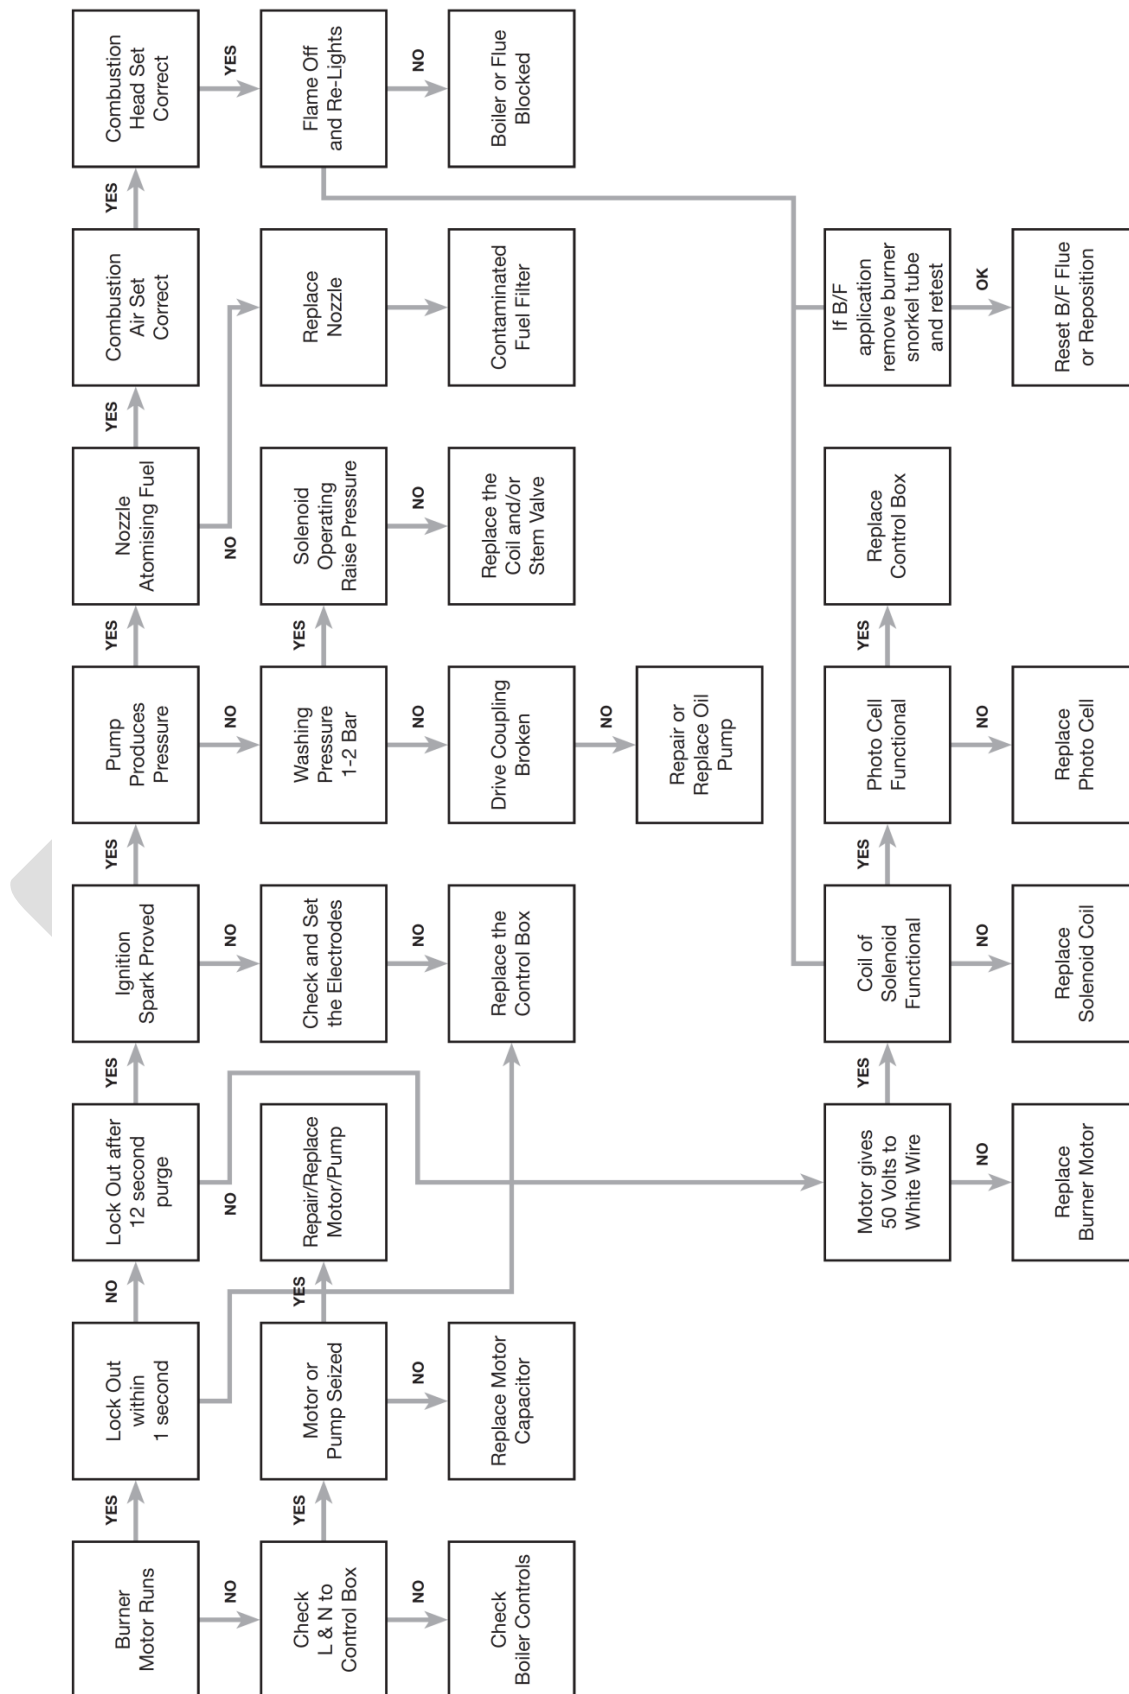 Burner
Motor Runs
YES
Lock Out
within
1 second
NO
Lock Out after
12 second
purge
YES
Ignition
Spark Proved
YES
Pump
Produces
Pressure
YES
Nozzle
Atomising Fuel
YES
Combustion
Air Set
Correct
YES
Combustion
Head Set
Correct
NO
NO
NO
NO
NO
YES
Check
L & N to
Control Box
YES
Motor or
Pump Seized
YES
Repair/Replace
Motor/Pump
Check and Set
the Electrodes
Washing
Pressure
1-2 Bar
YES
Solenoid
Operating
Raise Pressure
Replace
Nozzle
Flame Off
and Re-Lights
NO
NO
NO
NO
NO
NO
Check
Boiler Controls
Replace Motor
Capacitor
Replace the
Control Box
Drive Coupling
Broken
Replace the
Coil and/or
Stem Valve
Contaminated
Fuel Filter
Boiler or Flue
Blocked
NO
Repair or
Replace Oil
Pump
Motor gives
50 Volts to
White Wire
YES
Coil of
Solenoid
Functional
YES
Photo Cell
Functional
YES
Replace
Control Box
If B/F
application
remove burner
snorkel tube
and retest
NO
NO
NO
OK
Replace
Burner Motor
Replace
Solenoid Coil
Replace
Photo Cell
Reset B/F Flue
or Reposition